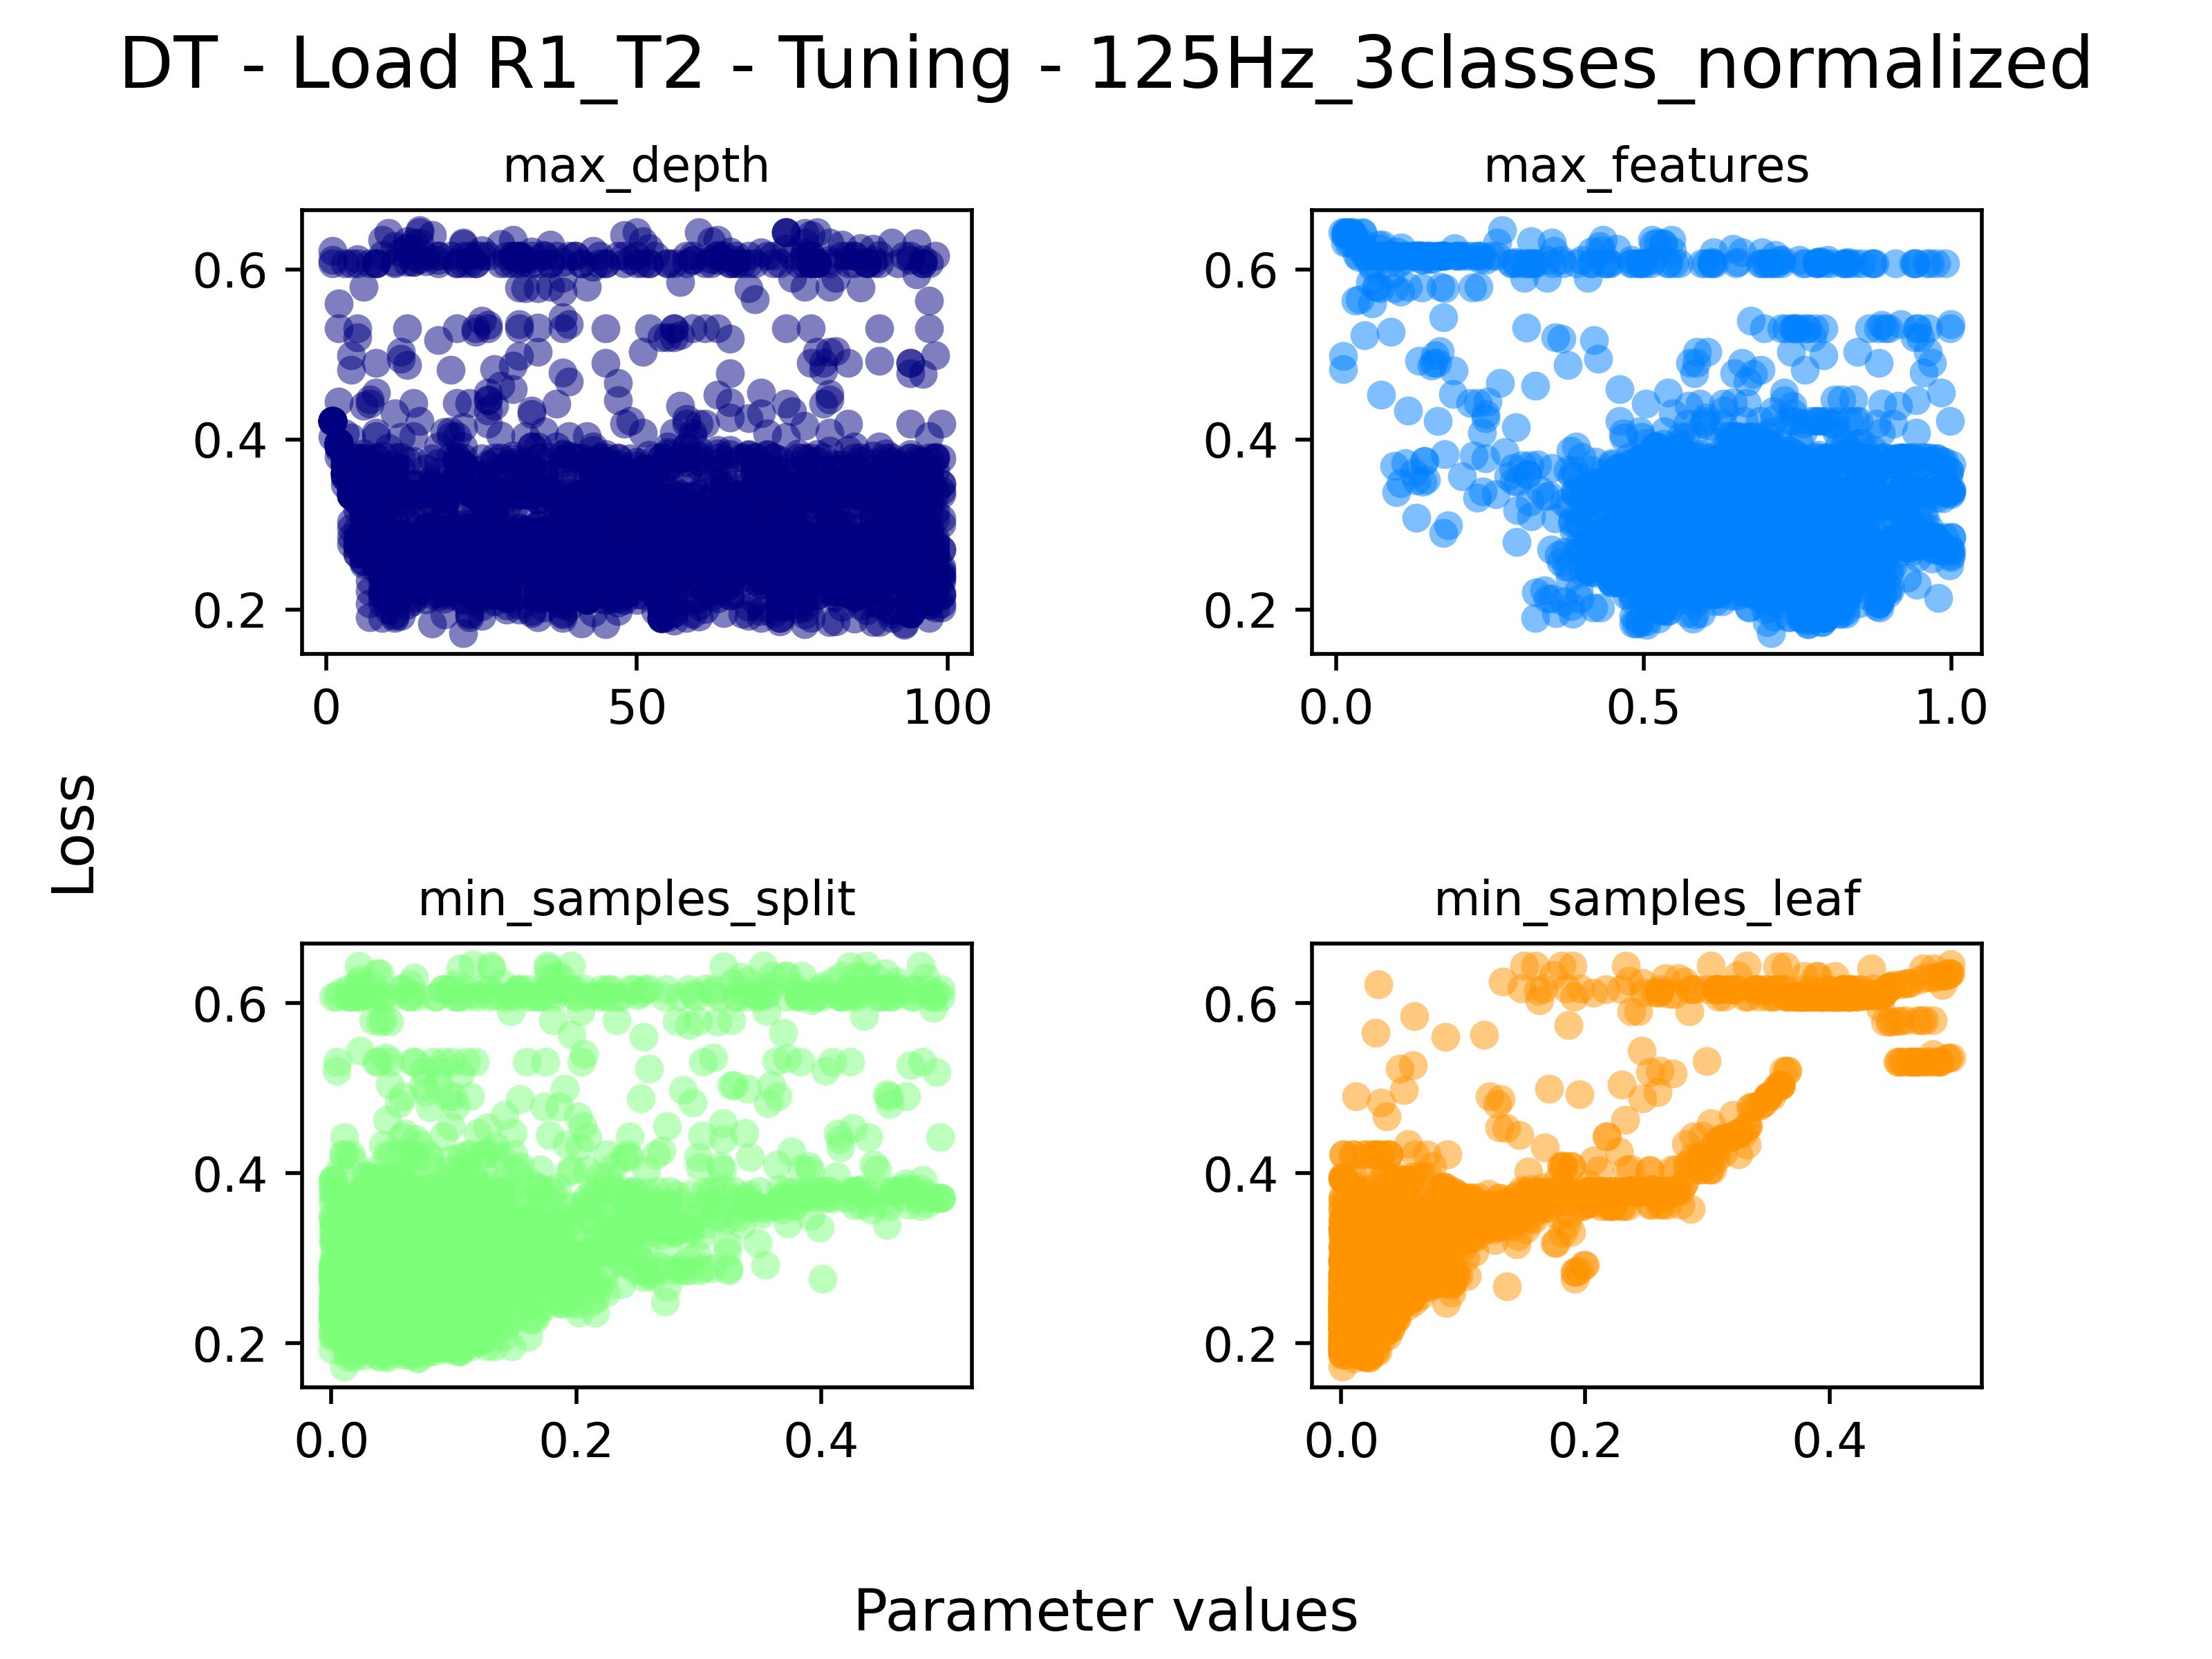 DT - Load R1_T2 - Tuning - 125Hz_3classes_normalized
max_depth
0.6
0.4
0.2
0 50 100
max_features
0.6
0.4
0.2
0.0 0.5 1.0
Loss
min_samples_split
0.6
0.4
0.2
0.0 0.2 0.4
min_samples_leaf
0.6
0.4
0.2
0.0 0.2 0.4
Parameter values